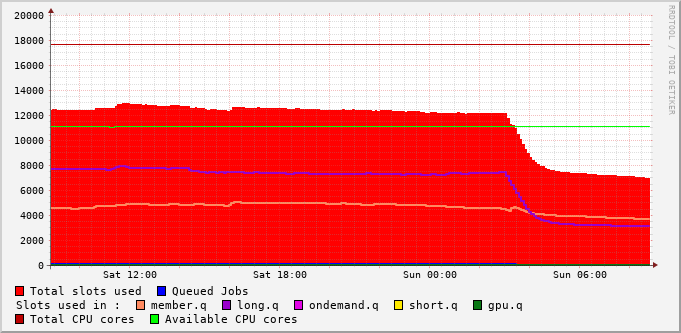 RRDTOOL / TOBI OETIKER
20000
18000
16000
14000
12000
10000
8000
6000
4000
2000
0
Sat 12:00 Sat 18:00 Sun 00:00 Sun 06:00
Total slots used Queued Jobs
Slots used in : member.q long.q ondemand.q short.q gpu.q
Total CPU cores Available CPU cores